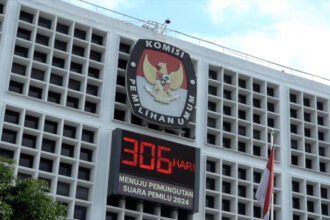 KOMISI
PEMILIHAN UMUM
306 HARI
MENUJU PEMUNGUTAN
SUARA PEMILU 2024